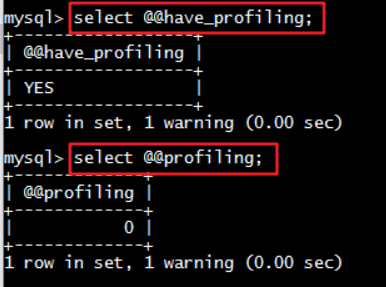 mysql> select @@have_profiling;
+------------------+
| @@have_profiling |
+------------------+
| YES              |
+------------------+
1 row in set, 1 warning (0.00 sec)
mysql> select @@profiling;
+-------------+
| @@profiling |
+-------------+
|           0 |
+-------------+
1 row in set, 1 warning (0.00 sec)